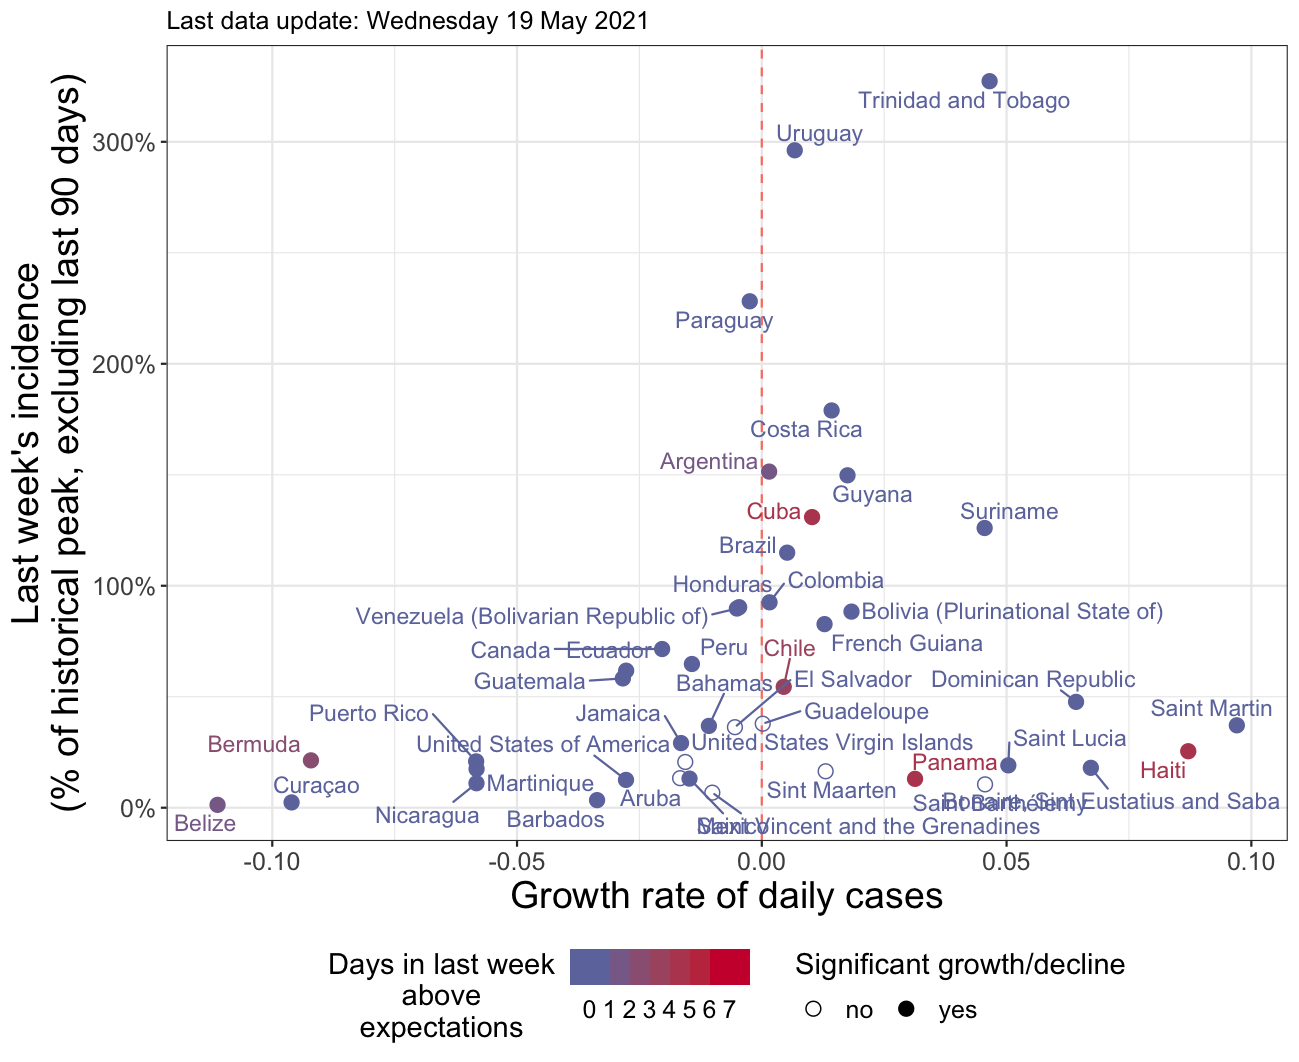 Last data update: Wednesday 19 May 2021
Last week's incidence
(% of historical peak, excluding last 90 days)
300%
200%
100%
0%
Trinidad and Tobago
Uruguay
Paraguay
Costa Rica
Argentina
Guyana
Cuba
Suriname
Brazil
Honduras
Colombia
Venezuela (Bolivarian Republic of)
Bolivia (Plurinational State of)
French Guiana
Canada
Ecuador
Peru
Chile
Guatemala
Bahamas
El Salvador
Dominican Republic
Puerto Rico
Jamaica
Guadeloupe
Saint Martin
Bermuda
United States of America
United States Virgin Islands
Saint Lucia
Panama
Haiti
Curaçao
Martinique
Sint Maarten
Aruba
Saint Barthélemy
Bonaire, Sint Eustatius and Saba
Nicaragua
Barbados
Mexico
Saint Vincent and the Grenadines
Belize
-0.10
-0.05
0.00
0.05
0.10
Growth rate of daily cases
Days in last week
above
expectations
0 1 2 3 4 5 6 7
Significant growth/decline
no
yes